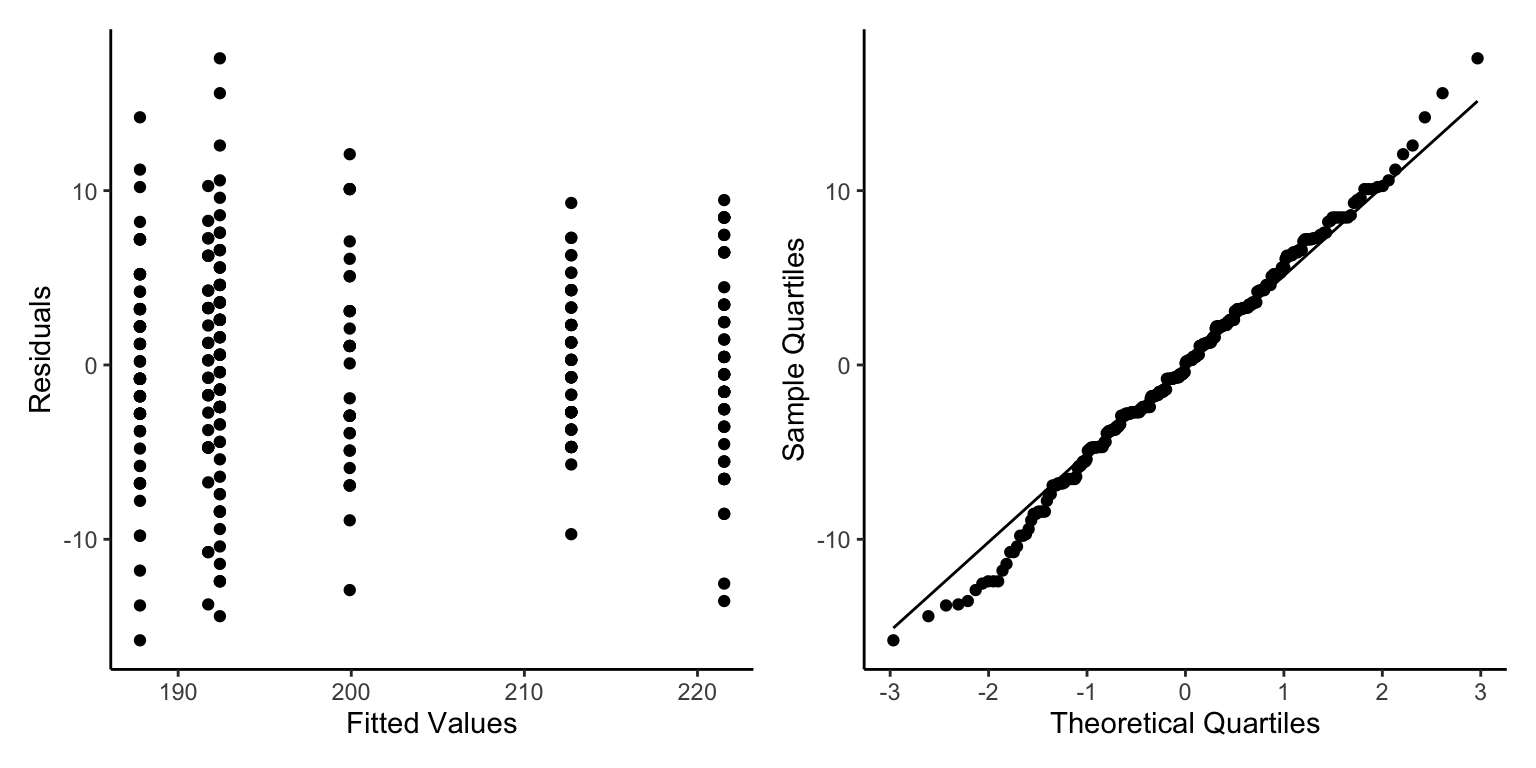 Residuals
10
0
-10
190 200 210 220
Fitted Values
Sample Quartiles
10
0
-10
-3 -2 -1 0 1 2 3
Theoretical Quartiles